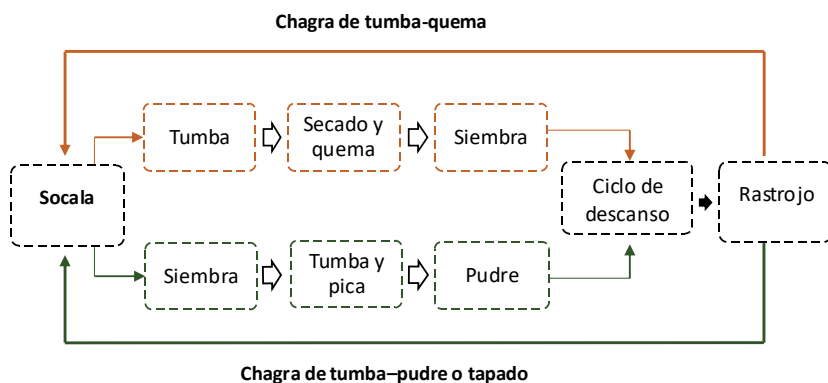 Chagra de tumba-quema
Tumba
Secado y
quema
Siembra
Socala
Ciclo de
descanso
Rastrojo
Siembra
Tumba y
pica
Pudre
Chagra de tumba–pudre o tapado